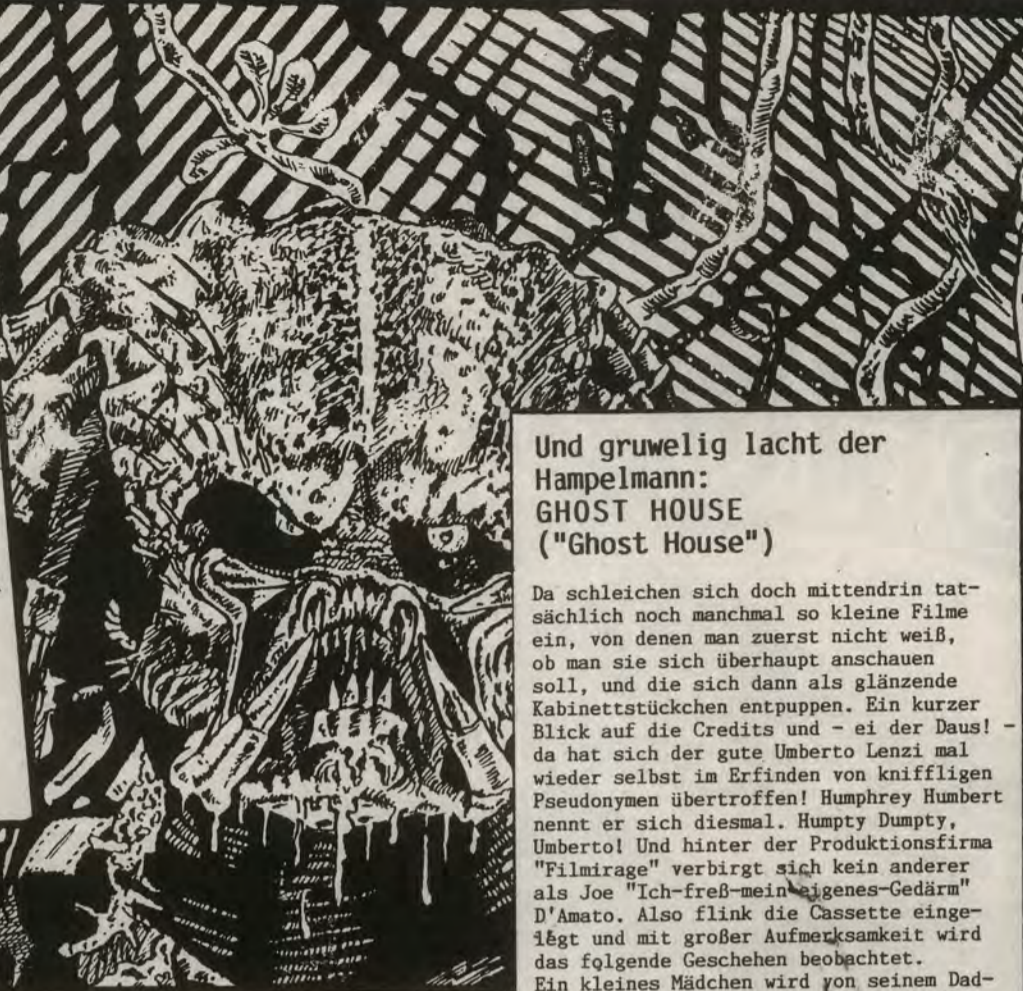 Und gruwelig lacht der
Hampelmann:
GHOST HOUSE
("Ghost House")
Da schleichen sich doch mittendrin tat-
sächlich noch manchmal so kleine Filme
ein, von denen man zuerst nicht weiß,
ob man sie sich überhaupt anschauen
soll, und die sich dann als glänzende
Kabinettstückchen entpuppen. Ein kurzer
Blick auf die Credits und - ei der Daus! -
da hat sich der gute Umberto Lenzi mal
wieder selbst im Erfinden von kniffligen
Pseudonymen übertroffen! Humphrey Humbert
nennt er sich diesmal. Humpty Dumpty,
Umberto! Und hinter der Produktionsfirma
"Filmirage" verbirgt sich kein anderer
als Joe "Ich-freß-mein-eigenes-Gedärm"
D'Amato. Also flink die Cassette einge-
legt und mit großer Aufmerksamkeit wird
das folgende Geschehen beobachtet.
Ein kleines Mädchen wird von seinem Dad-